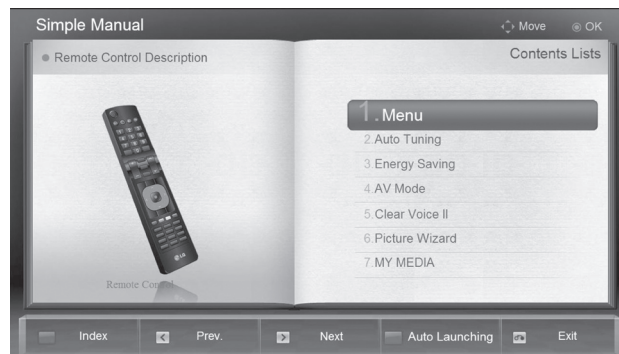 Simple Manual
Move
OK
Remote Control Description
Contents Lists
1. Menu
2. Auto Tuning
3. Energy Saving
4. AV Mode
5. Clear Voice II
6. Picture Wizard
7. MY MEDIA
LG
Remote Control
Index
Prev.
Next
Auto Launching
Exit